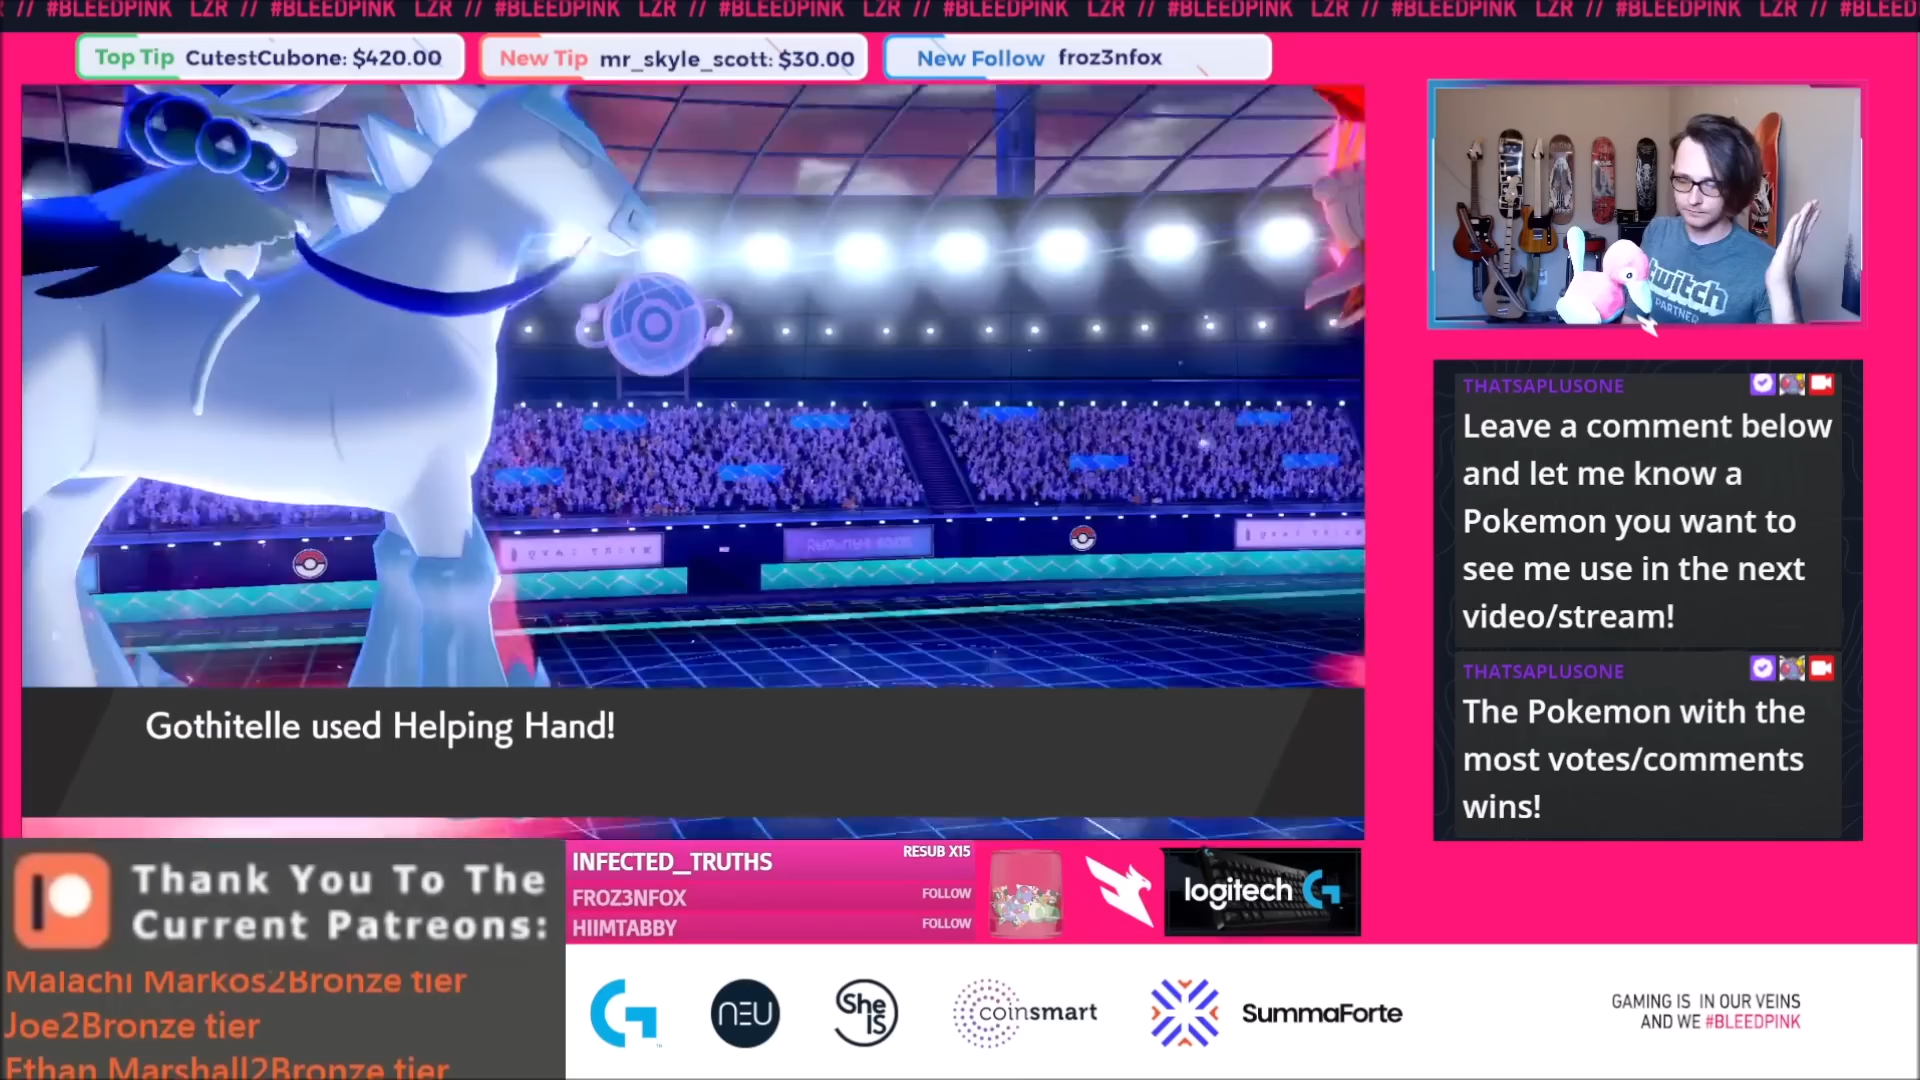 // #BLEEDPINK LZR // #BLEEDPINK LZR // #BLEEDPINK LZR // #BLEEDPINK LZR // #BLEEDPINK LZR // #BLEEDPINK LZR // #BLEEDPINK LZR // #BLEEDPINK LZR // #BLEED
Top Tip CutestCubone: $420.00
New Tip mr_skyle_scott: $30.00
New Follow froz3nfox
twitch
PARTNER
THATSAPLUSONE
Leave a comment below
and let me know a
Pokemon you want to
see me use in the next
video/stream!
THATSAPLUSONE
The Pokemon with the
most votes/comments
wins!
Gothitelle used Helping Hand!
Thank You To The
Current Patreons:
Malachi Markos2Bronze tier
Joe2Bronze tier
Ethan Marshall2Bronze tier
INFECTED_TRUTHS RESUB X15
FROZ3NFOX FOLLOW
HIIMTABBY FOLLOW
logitech G
G
NEU
She
IS
coinsmart
SummaForte
GAMING IS IN OUR VEINS
AND WE #BLEEDPINK